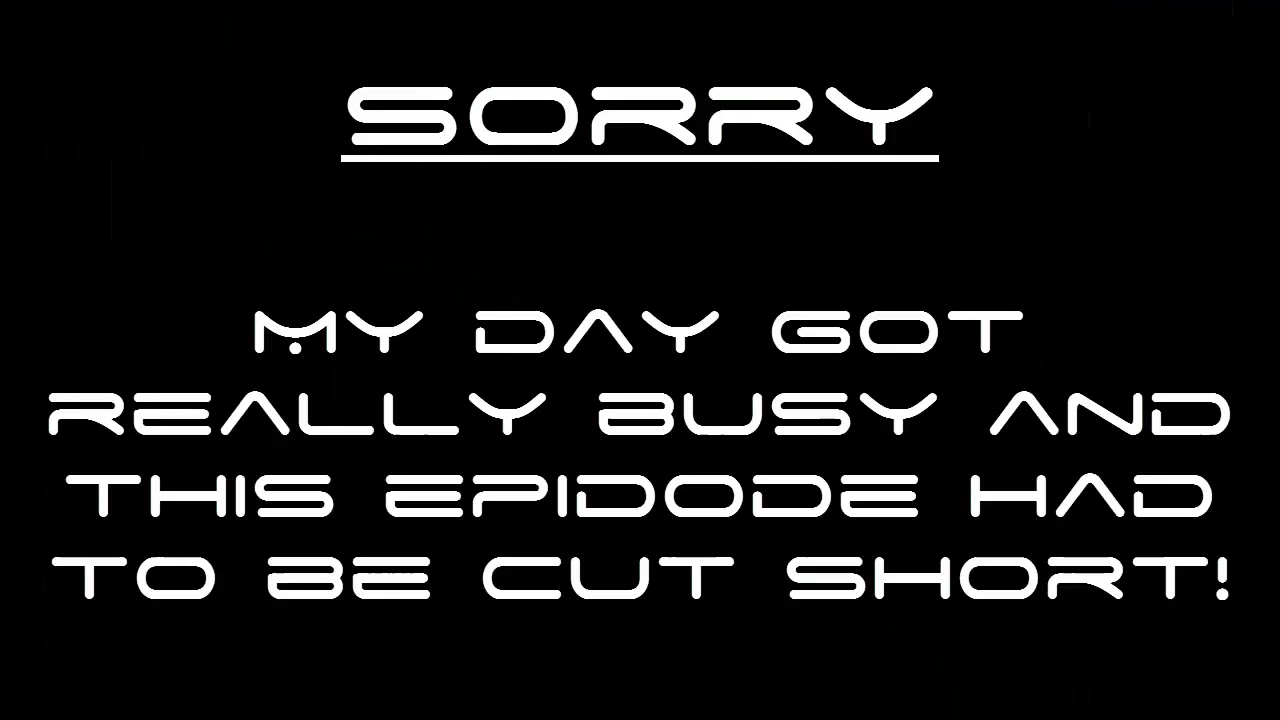 SORRY
MY DAY GOT
REALLY BUSY AND
THIS EPIDODE HAD
TO BE CUT SHORT!